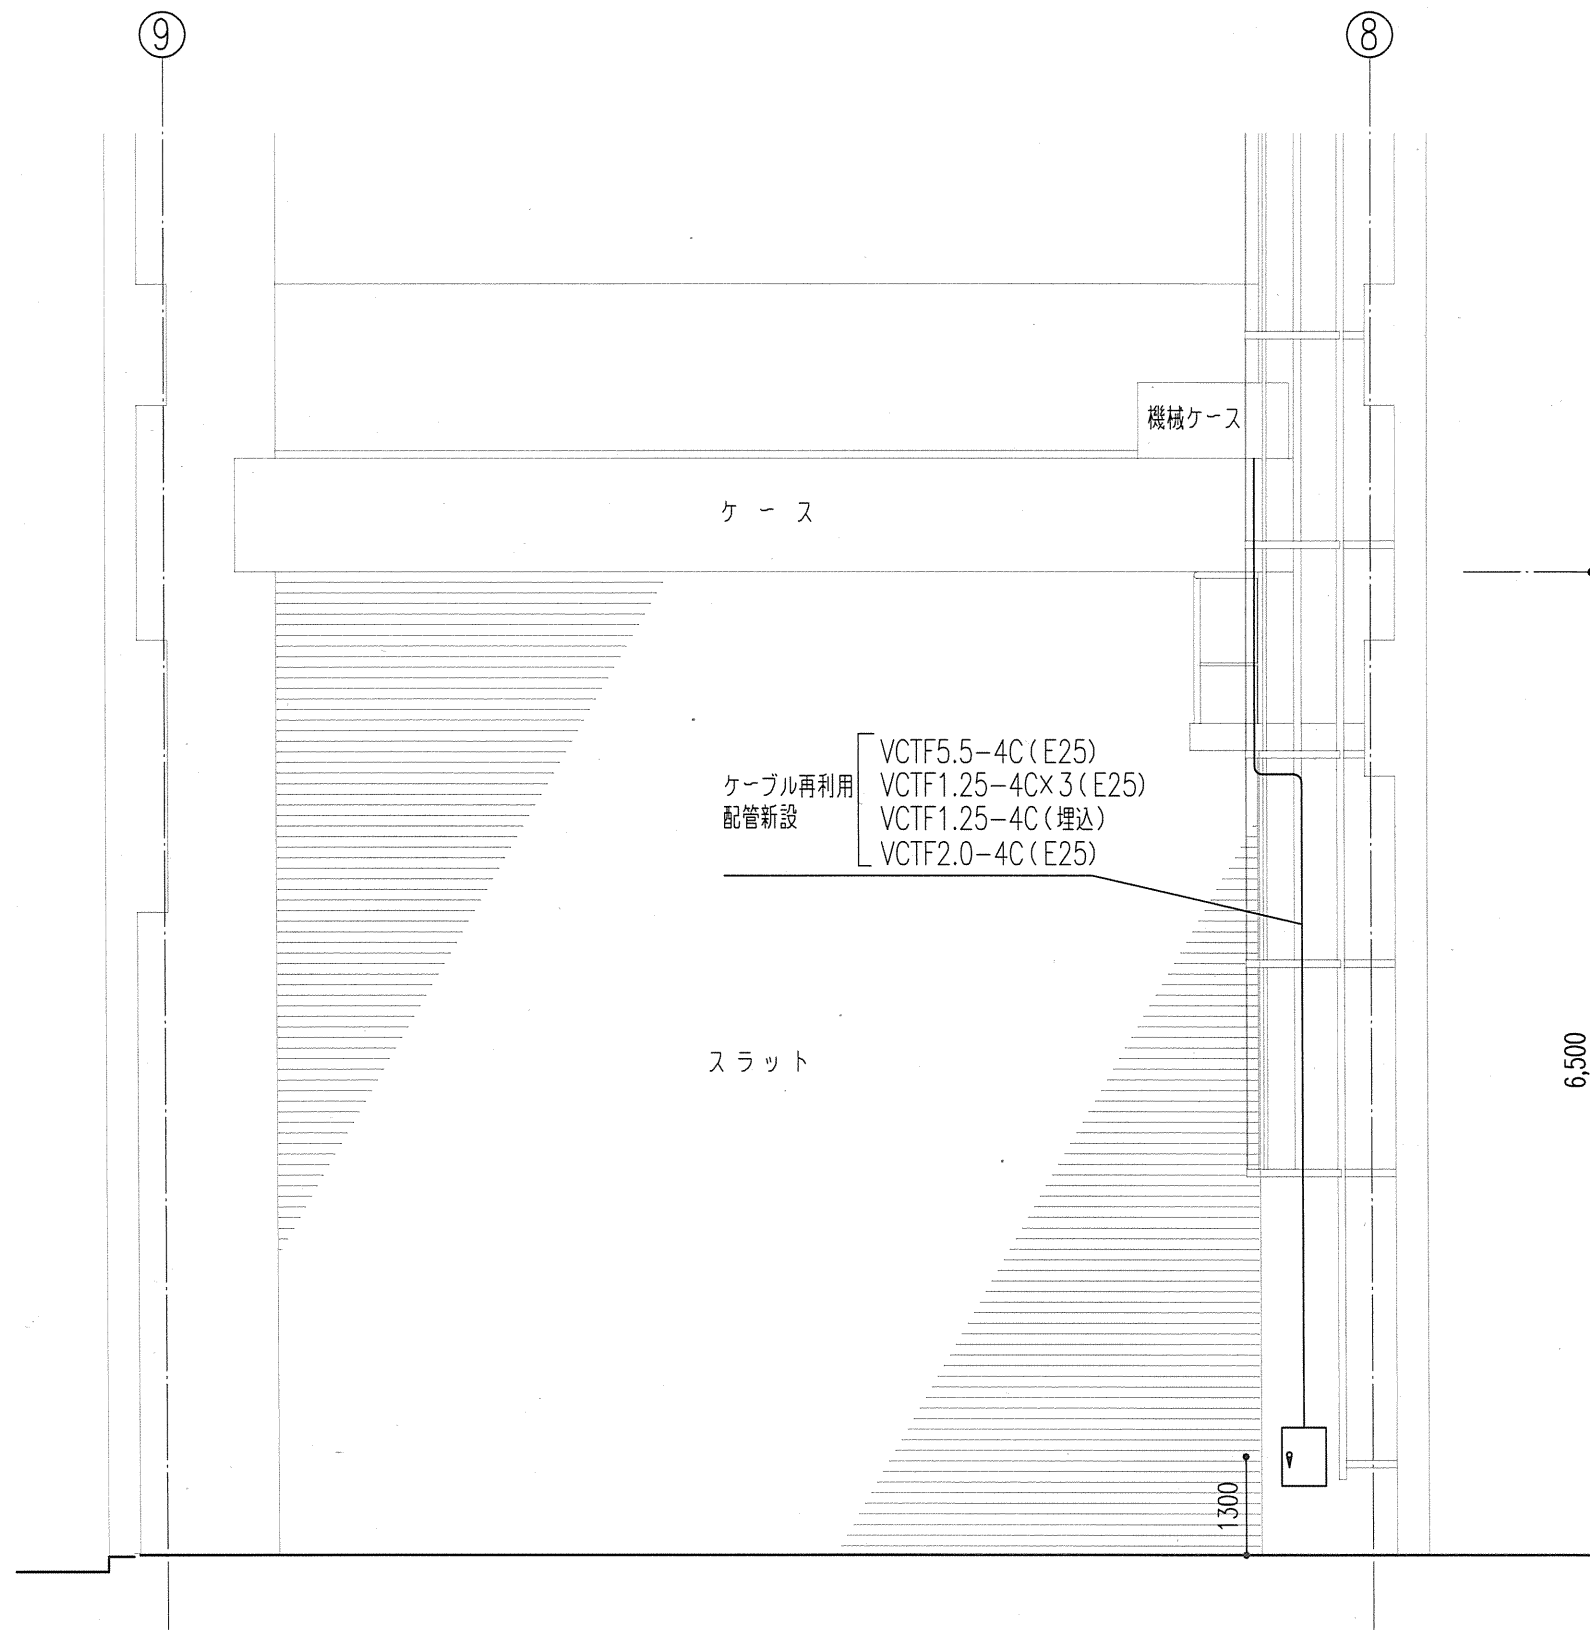 9
8
機械ケース
ケース
ケーブル再利用
配管新設
VCTF5.5-4C(E25)
VCTF1.25-4C×3(E25)
VCTF1.25-4C(埋込)
VCTF2.0-4C(E25)
スラット
6,500
1300